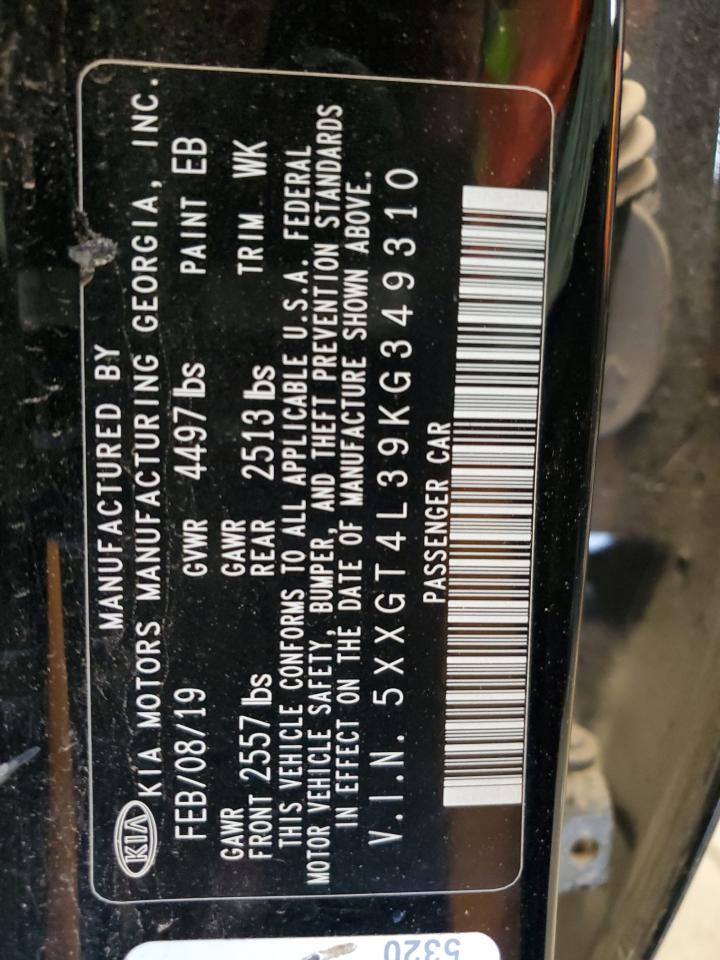 MANUFACTURED BY
KIA KIA MOTORS MANUFACTURING GEORGIA, INC.
FEB/08/19 GVWR 4497 lbs PAINT EB
GAWR FRONT 2557 lbs GAWR REAR 2513 lbs TRIM WK
THIS VEHICLE CONFORMS TO ALL APPLICABLE U.S.A. FEDERAL
MOTOR VEHICLE SAFETY, BUMPER, AND THEFT PREVENTION STANDARDS
IN EFFECT ON THE DATE OF MANUFACTURE SHOWN ABOVE.
V.I.N. 5XXGT4L39KG349310
PASSENGER CAR
5320